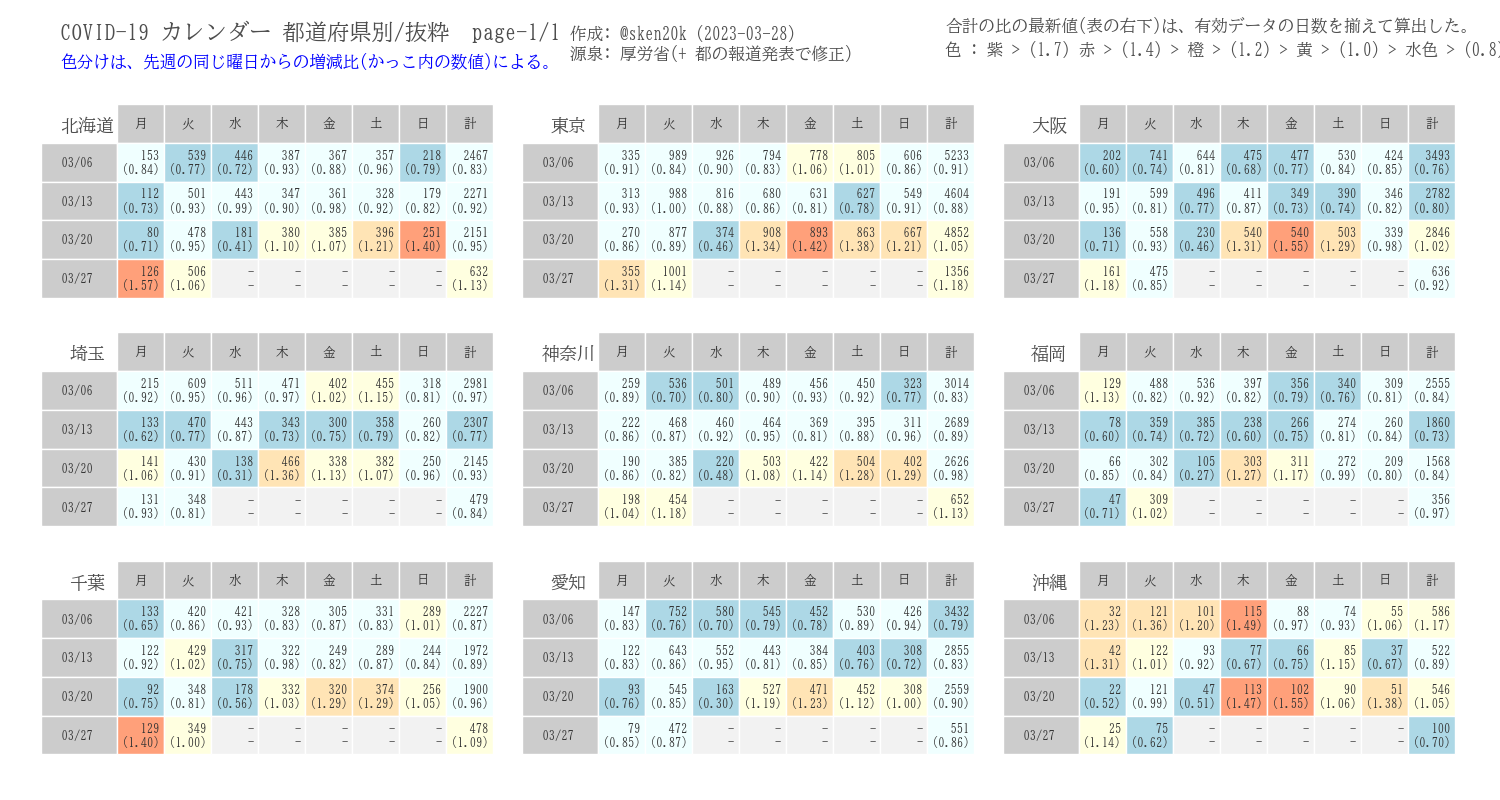 COVID-19 カレンダー 都道府県別/抜粋 page-1/1
作成: @sken20k (2023-03-28)
合計の比の最新値(表の右下)は、有効データの日数を揃えて算出した。
色分けは、先週の同じ曜日からの増減比(かっこ内の数値)による。
源泉: 厚労省(+ 都の報道発表で修正)
色 : 紫 > (1.7) 赤 > (1.4) > 橙 > (1.2) > 黄 > (1.0) > 水色 > (0.8)
北海道 月 火 水 木 金 土 日 計
03/06 153 539 446 387 367 357 218 2467
(0.84) (0.77) (0.72) (0.93) (0.88) (0.96) (0.79) (0.83)
03/13 112 501 443 347 361 328 179 2271
(0.73) (0.93) (0.99) (0.90) (0.98) (0.92) (0.82) (0.92)
03/20 80 478 181 380 385 396 251 2151
(0.71) (0.95) (0.41) (1.10) (1.07) (1.21) (1.40) (0.95)
03/27 126 506 - - - - - 632
(1.57) (1.06) - - - - - (1.13)
東京 月 火 水 木 金 土 日 計
03/06 335 989 926 794 778 805 606 5233
(0.91) (0.84) (0.90) (0.83) (1.06) (1.01) (0.86) (0.91)
03/13 313 988 816 680 631 627 549 4604
(0.93) (1.00) (0.88) (0.86) (0.81) (0.78) (0.91) (0.88)
03/20 270 877 374 908 893 863 667 4852
(0.86) (0.89) (0.46) (1.34) (1.42) (1.38) (1.21) (1.05)
03/27 355 1001 - - - - - 1356
(1.31) (1.14) - - - - - (1.18)
大阪 月 火 水 木 金 土 日 計
03/06 202 741 644 475 477 530 424 3493
(0.60) (0.74) (0.81) (0.68) (0.77) (0.84) (0.85) (0.76)
03/13 191 599 496 411 349 390 346 2782
(0.95) (0.81) (0.77) (0.87) (0.73) (0.74) (0.82) (0.80)
03/20 136 558 230 540 540 503 339 2846
(0.71) (0.93) (0.46) (1.31) (1.55) (1.29) (0.98) (1.02)
03/27 161 475 - - - - - 636
(1.18) (0.85) - - - - - (0.92)
埼玉 月 火 水 木 金 土 日 計
03/06 215 609 511 471 402 455 318 2981
(0.92) (0.95) (0.96) (0.97) (1.02) (1.15) (0.81) (0.97)
03/13 133 470 443 343 300 358 260 2307
(0.62) (0.77) (0.87) (0.73) (0.75) (0.79) (0.82) (0.77)
03/20 141 430 138 466 338 382 250 2145
(1.06) (0.91) (0.31) (1.36) (1.13) (1.07) (0.96) (0.93)
03/27 131 348 - - - - - 479
(0.93) (0.81) - - - - - (0.84)
神奈川 月 火 水 木 金 土 日 計
03/06 259 536 501 489 456 450 323 3014
(0.89) (0.70) (0.80) (0.90) (0.93) (0.92) (0.77) (0.83)
03/13 222 468 460 464 369 395 311 2689
(0.86) (0.87) (0.92) (0.95) (0.81) (0.88) (0.96) (0.89)
03/20 190 385 220 503 422 504 402 2626
(0.86) (0.82) (0.48) (1.08) (1.14) (1.28) (1.29) (0.98)
03/27 198 454 - - - - - 652
(1.04) (1.18) - - - - - (1.13)
福岡 月 火 水 木 金 土 日 計
03/06 129 488 536 397 356 340 309 2555
(1.13) (0.82) (0.92) (0.82) (0.79) (0.76) (0.81) (0.84)
03/13 78 359 385 238 266 274 260 1860
(0.60) (0.74) (0.72) (0.60) (0.75) (0.81) (0.84) (0.73)
03/20 66 302 105 303 311 272 209 1568
(0.85) (0.84) (0.27) (1.27) (1.17) (0.99) (0.80) (0.84)
03/27 47 309 - - - - - 356
(0.71) (1.02) - - - - - (0.97)
千葉 月 火 水 木 金 土 日 計
03/06 133 420 421 328 305 331 289 2227
(0.65) (0.86) (0.93) (0.83) (0.87) (0.83) (1.01) (0.87)
03/13 122 429 317 322 249 289 244 1972
(0.92) (1.02) (0.75) (0.98) (0.82) (0.87) (0.84) (0.89)
03/20 92 348 178 332 320 374 256 1900
(0.75) (0.81) (0.56) (1.03) (1.29) (1.29) (1.05) (0.96)
03/27 129 349 - - - - - 478
(1.40) (1.00) - - - - - (1.09)
愛知 月 火 水 木 金 土 日 計
03/06 147 752 580 545 452 530 426 3432
(0.83) (0.76) (0.70) (0.79) (0.78) (0.89) (0.94) (0.79)
03/13 122 643 552 443 384 403 308 2855
(0.83) (0.86) (0.95) (0.81) (0.85) (0.76) (0.72) (0.83)
03/20 93 545 163 527 471 452 308 2559
(0.76) (0.85) (0.30) (1.19) (1.23) (1.12) (1.00) (0.90)
03/27 79 472 - - - - - 551
(0.85) (0.87) - - - - - (0.86)
沖縄 月 火 水 木 金 土 日 計
03/06 32 121 101 115 88 74 55 586
(1.23) (1.36) (1.20) (1.49) (0.97) (0.93) (1.06) (1.17)
03/13 42 122 93 77 66 85 37 522
(1.31) (1.01) (0.92) (0.67) (0.75) (1.15) (0.67) (0.89)
03/20 22 121 47 113 102 90 51 546
(0.52) (0.99) (0.51) (1.47) (1.55) (1.06) (1.38) (1.05)
03/27 25 75 - - - - - 100
(1.14) (0.62) - - - - - (0.70)